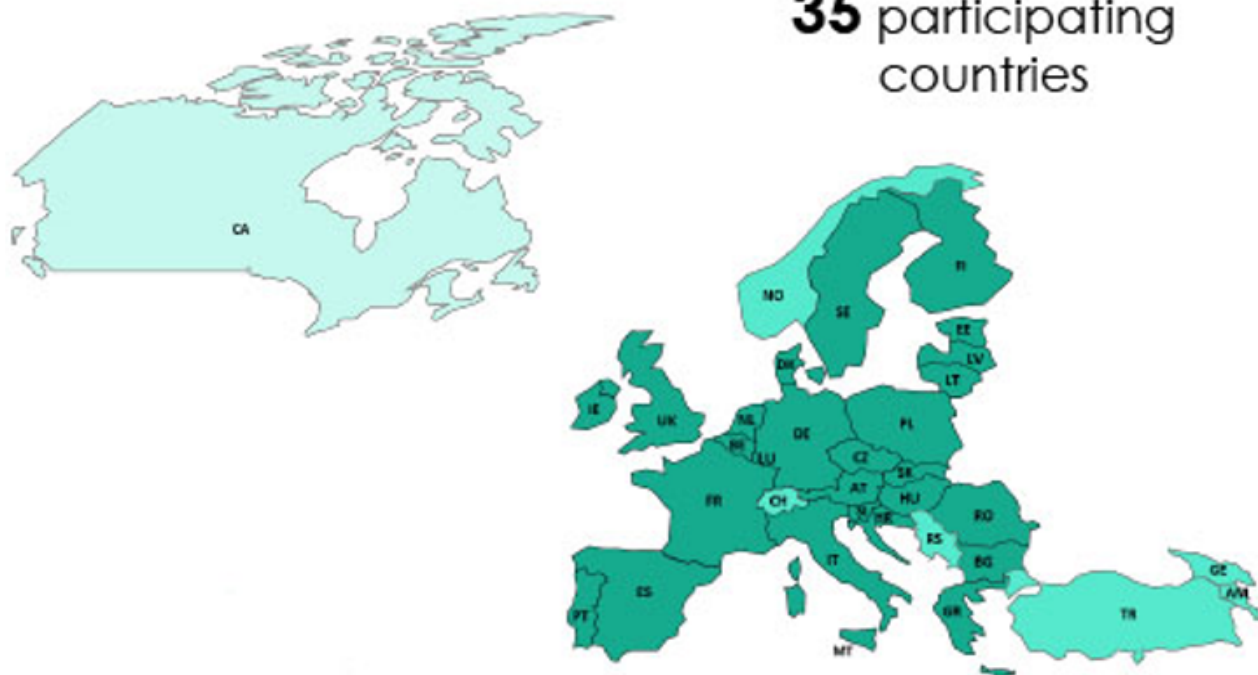 35 participating
countries
CA
NO
FI
SE
EE
LV
LT
DK
IE
UK
NL
BE
LU
DE
PL
CZ
SK
AT
HU
FR
CH
SI
HR
RO
RS
IT
BG
ES
PT
GR
MT
TR
GE
AM